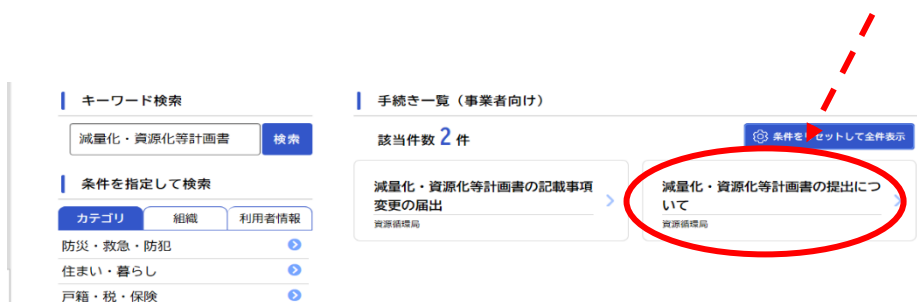 キーワード検索
減量化・資源化等計画書
検索
条件を指定して検索
カテゴリ
組織
利用者情報
防災・救急・防犯
住まい・暮らし
戸籍・税・保険
手続き一覧（事業者向け）
該当件数 2 件
条件をリセットして全件表示
減量化・資源化等計画書の記載事項
変更の届出
資源循環局
減量化・資源化等計画書の提出につ
いて
資源循環局